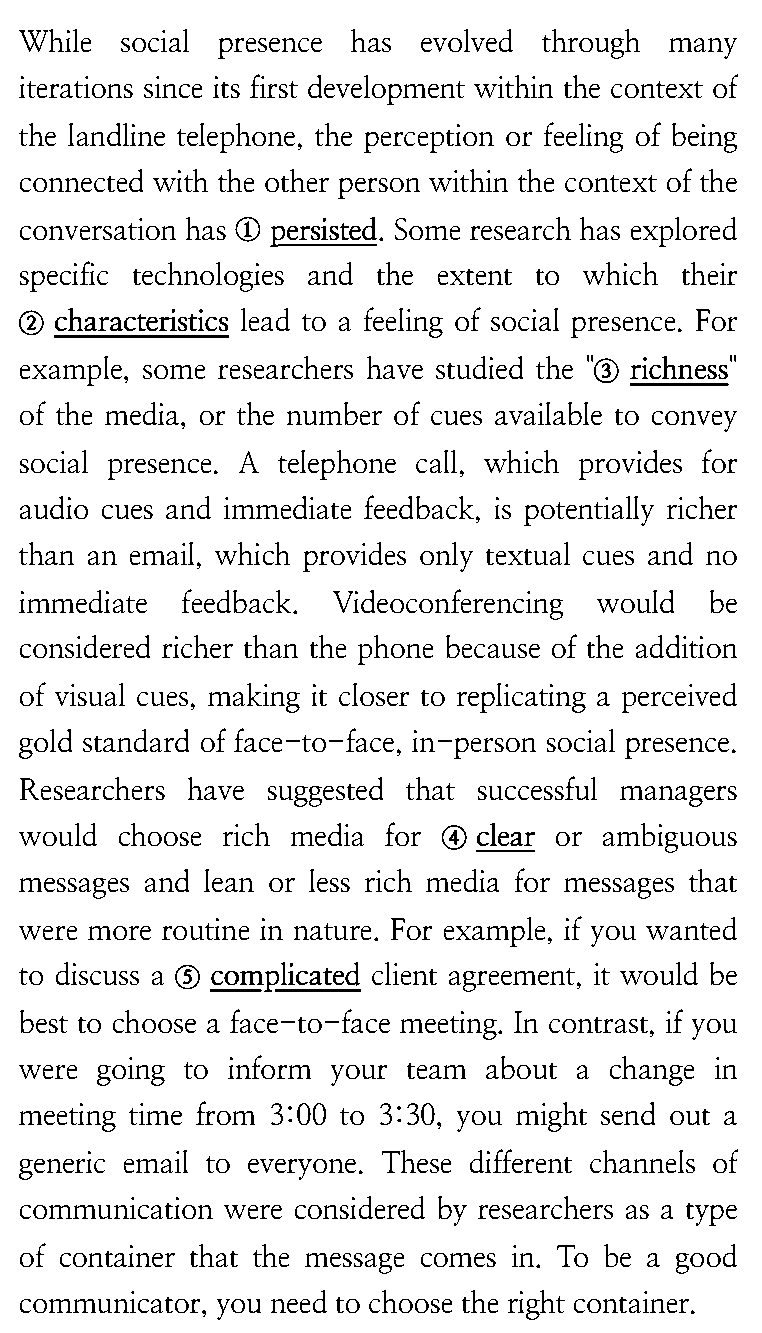 While social presence has evolved through many
iterations since its first development within the context of
the landline telephone, the perception or feeling of being
connected with the other person within the context of the
conversation has ① persisted. Some research has explored
specific technologies and the extent to which their
② characteristics lead to a feeling of social presence. For
example, some researchers have studied the "③ richness"
of the media, or the number of cues available to convey
social presence. A telephone call, which provides for
audio cues and immediate feedback, is potentially richer
than an email, which provides only textual cues and no
immediate feedback. Videoconferencing would be
considered richer than the phone because of the addition
of visual cues, making it closer to replicating a perceived
gold standard of face-to-face, in-person social presence.
Researchers have suggested that successful managers
would choose rich media for ④ clear or ambiguous
messages and lean or less rich media for messages that
were more routine in nature. For example, if you wanted
to discuss a ⑤ complicated client agreement, it would be
best to choose a face-to-face meeting. In contrast, if you
were going to inform your team about a change in
meeting time from 3:00 to 3:30, you might send out a
generic email to everyone. These different channels of
communication were considered by researchers as a type
of container that the message comes in. To be a good
communicator, you need to choose the right container.